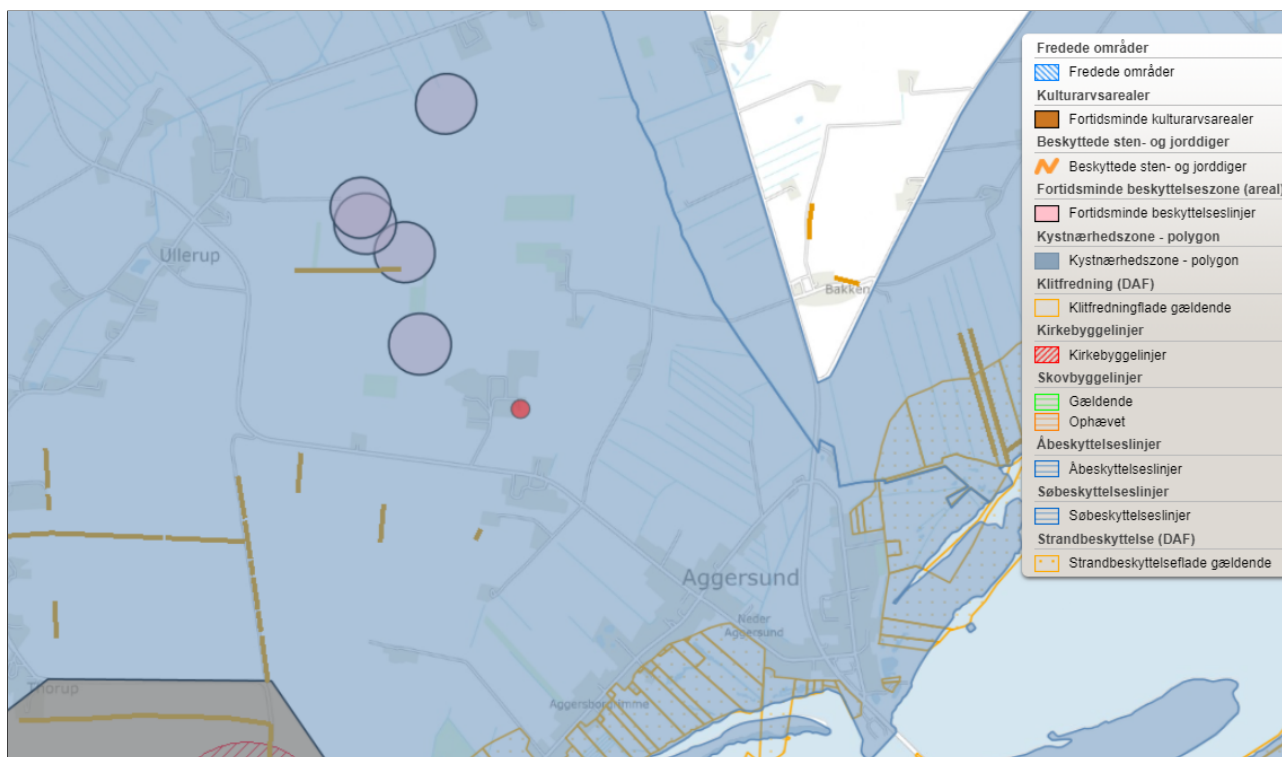 Ullerup
Bakken
Aggersund
Neder
Aggersund
Aggersborg
Thorup
Fredede områder
Fredede områder
Kulturarvsarealer
Fortidsminde kulturarvsarealer
Beskyttede sten- og jorddiger
Beskyttede sten- og jorddiger
Fortidsminde beskyttelseszone (areal)
Fortidsminde beskyttelseslinjer
Kystnærhedszone - polygon
Kystnærhedszone - polygon
Klitfredning (DAF)
Klitfredningflade gældende
Kirkebyggelinjer
Kirkebyggelinjer
Skovbyggelinjer
Gældende
Ophævet
Åbeskyttelseslinjer
Åbeskyttelseslinjer
Søbeskyttelseslinjer
Søbeskyttelseslinjer
Strandbeskyttelse (DAF)
Strandbeskyttelseflade gældende